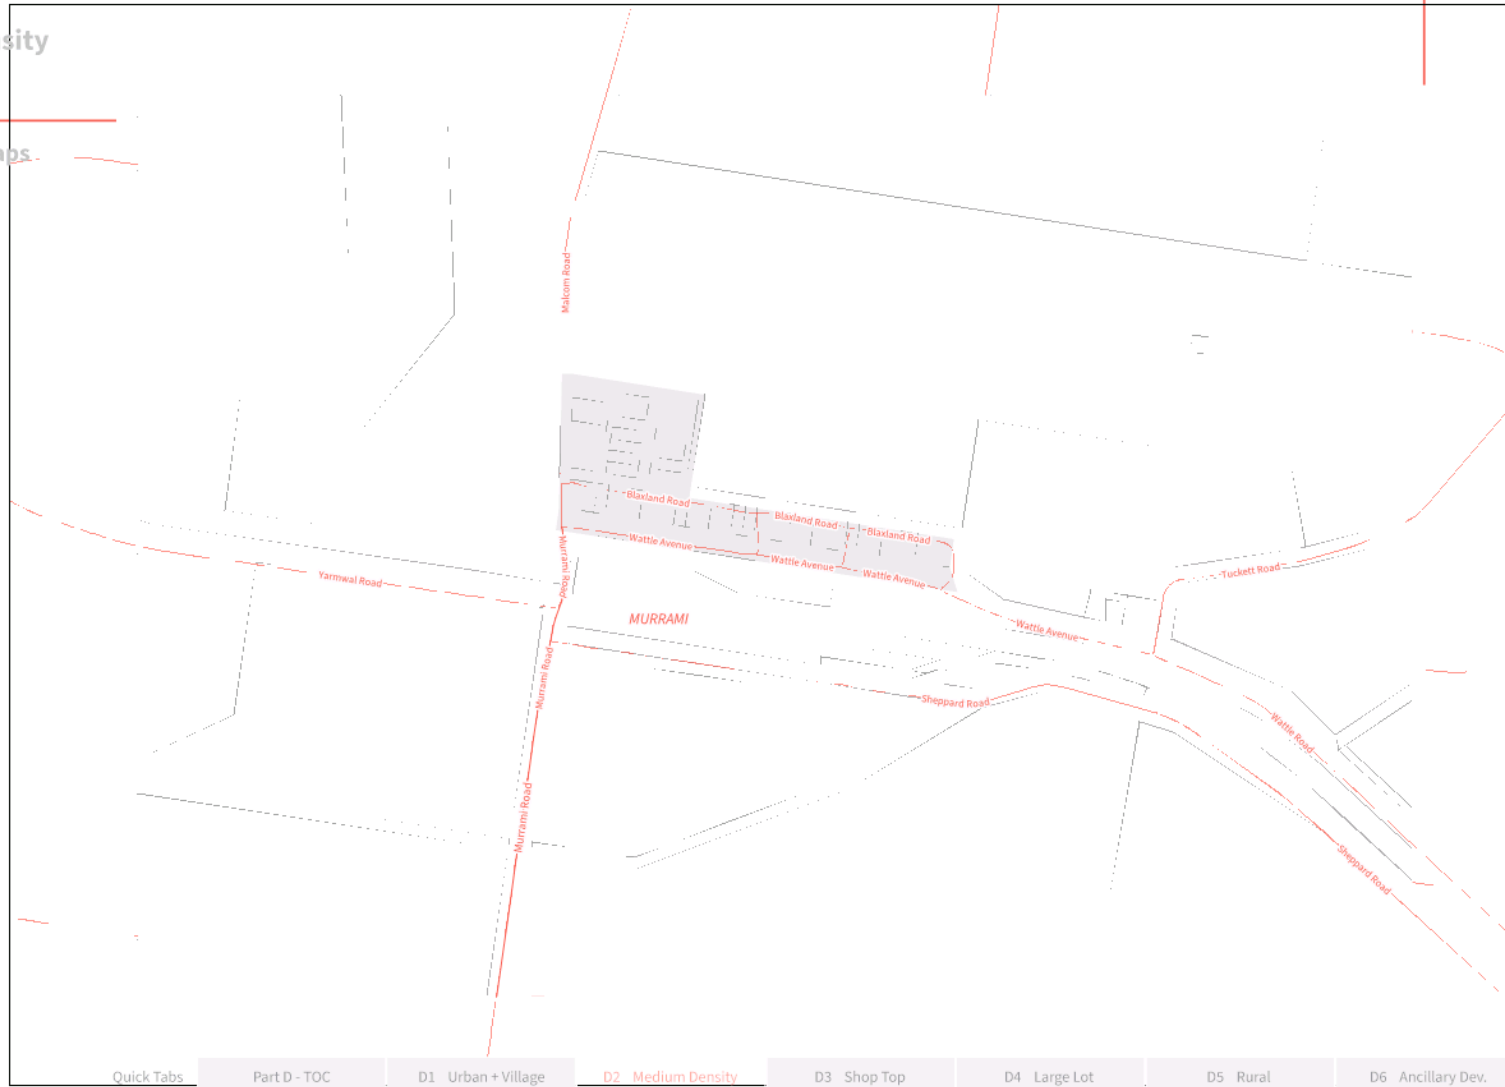 sity
aps
Malcom Road
Blaxland Road
Blaxland Road
Blaxland Road
Wattle Avenue
Wattle Avenue
Wattle Avenue
Murrami Road
Yarmwal Road
Tuckett Road
MURRAMI
Wattle Avenue
Murrami Road
Sheppard Road
Wattle Road
Murrami Road
Sheppard Road
Quick Tabs
Part D - TOC
D1 Urban + Village
D2 Medium Density
D3 Shop Top
D4 Large Lot
D5 Rural
D6 Ancillary Dev.